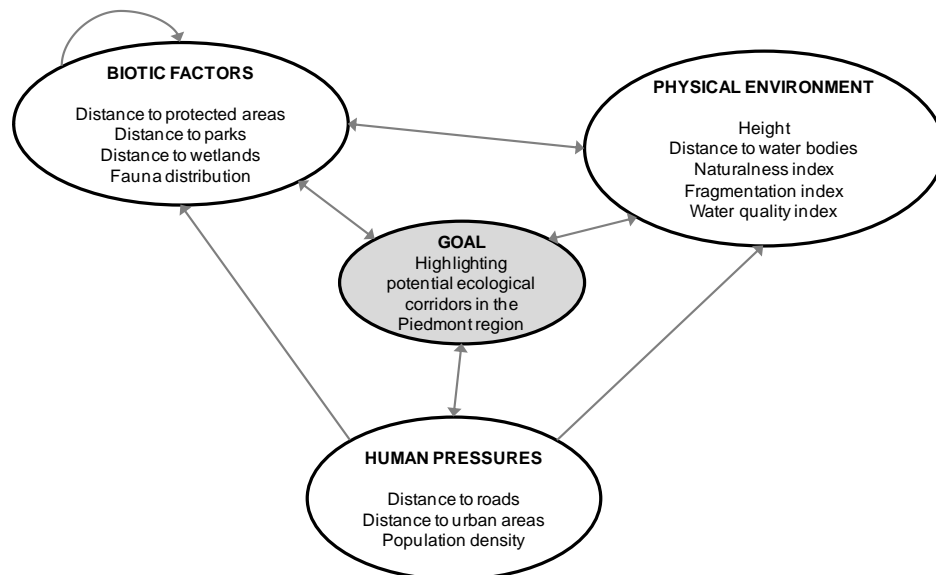 BIOTIC FACTORS
Distance to protected areas
Distance to parks
Distance to wetlands
Fauna distribution
PHYSICAL ENVIRONMENT
Height
Distance to water bodies
Naturalness index
Fragmentation index
Water quality index
GOAL
Highlighting
potential ecological
corridors in the
Piedmont region
HUMAN PRESSURES
Distance to roads
Distance to urban areas
Population density